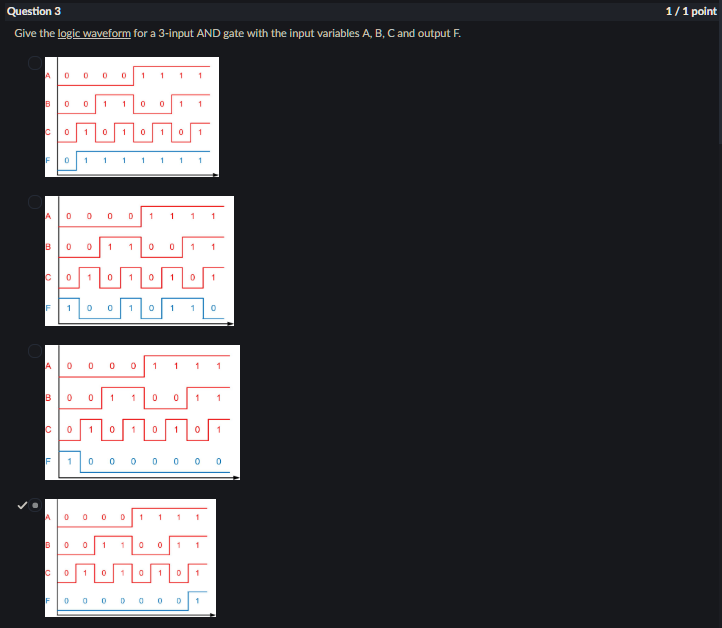 Question 3
1 / 1 point
Give the logic waveform for a 3-input AND gate with the input variables A, B, C and output F.
A 0 0 0 0 1 1 1 1
B 0 0 1 1 0 0 1 1
C 0 1 0 1 0 1 0 1
F 0 1 1 1 1 1 1 1
A 0 0 0 0 1 1 1 1
B 0 0 1 1 0 0 1 1
C 0 1 0 1 0 1 0 1
F 1 0 0 1 0 1 1 0
A 0 0 0 0 1 1 1 1
B 0 0 1 1 0 0 1 1
C 0 1 0 1 0 1 0 1
F 1 0 0 0 0 0 0 0
A 0 0 0 0 1 1 1 1
B 0 0 1 1 0 0 1 1
C 0 1 0 1 0 1 0 1
F 0 0 0 0 0 0 0 1